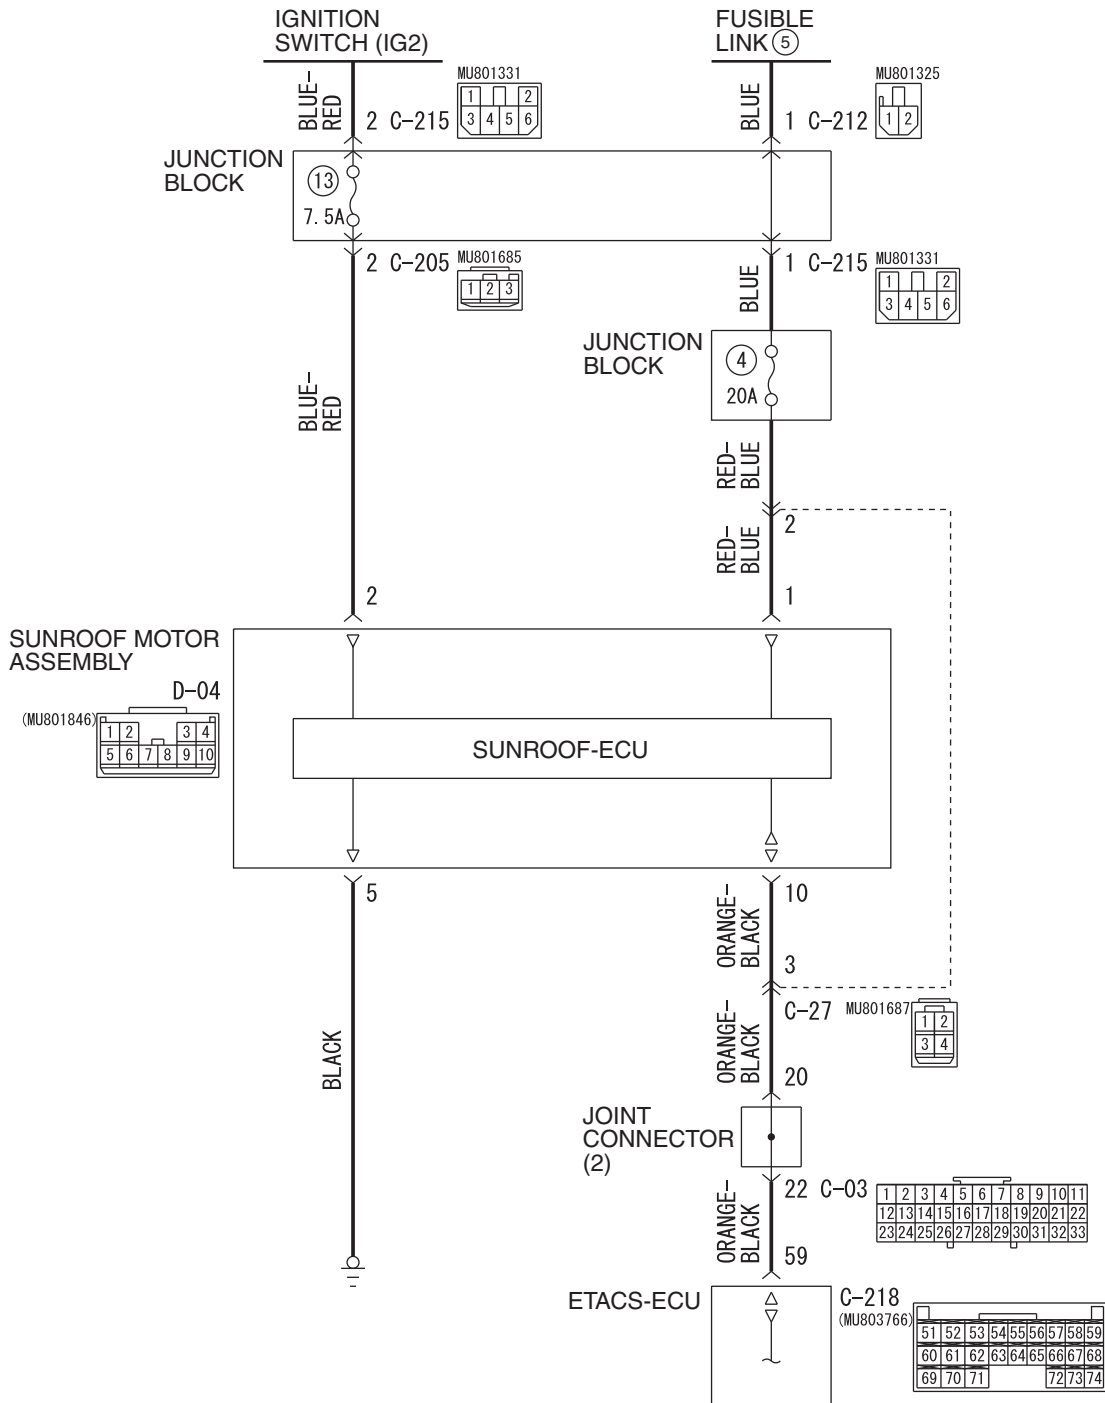 IGNITION
SWITCH (IG2)
FUSIBLE
LINK 5
BLUE-
RED
2 C-215
MU801331
1 2
3 4 5 6
BLUE
1 C-212
MU801325
1 2
JUNCTION
BLOCK
13
7.5A
2 C-205
MU801685
1 2 3
1 C-215
MU801331
1 2
3 4 5 6
BLUE
JUNCTION
BLOCK
4
20A
BLUE-
RED
RED-
BLUE
2
RED-
BLUE
2
1
SUNROOF MOTOR
ASSEMBLY
D-04
(MU801846)
1 2 3 4
5 6 7 8 9 10
SUNROOF-ECU
5
10
ORANGE-
BLACK
3
C-27
MU801687
1 2
3 4
BLACK
ORANGE-
BLACK
20
JOINT
CONNECTOR
(2)
22 C-03
1 2 3 4 5 6 7 8 9 10 11
12 13 14 15 16 17 18 19 20 21 22
23 24 25 26 27 28 29 30 31 32 33
ORANGE-
BLACK
59
ETACS-ECU
C-218
(MU803766)
51 52 53 54 55 56 57 58 59
60 61 62 63 64 65 66 67 68
69 70 71 72 73 74